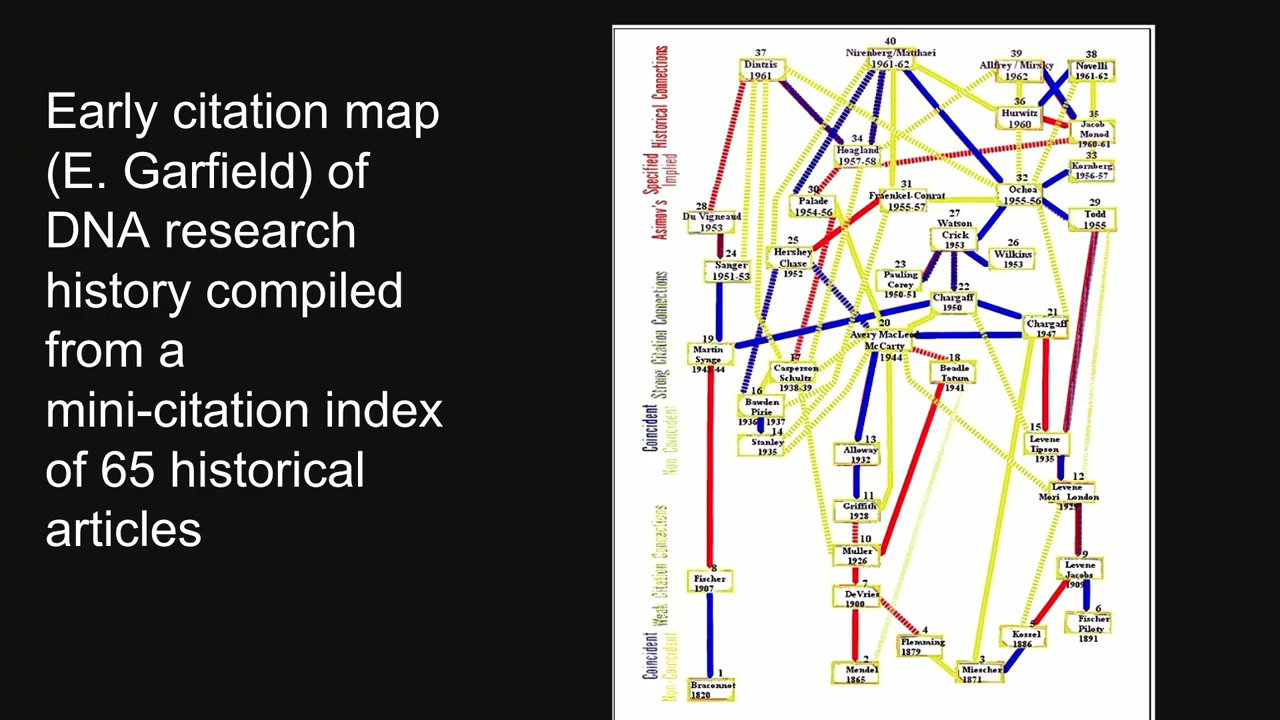 Early citation map
(E. Garfield) of
DNA research
history compiled
from a
mini-citation index
of 65 historical
articles
Asimov's Specified Historical Connections
Implied
Coincident Strong Citation Connections
Non Coincident
Coincident Weak Citation Connections
Non-Coincident
40
Nirenberg/Matthaei
1961-62
37
Dintzis
1961
39
Allfrey / Mirsky
1962
38
Novelli
1961-62
36
Hurwitz
1960
35
Jacob
Monod
1960-61
34
Hoagland
1957-58
33
Kornberg
1956-57
32
Ochoa
1955-56
31
Fraenkel-Conrat
1955-57
30
Palade
1954-56
29
Todd
1955
28
Du Vigneaud
1953
27
Watson
Crick
1953
26
Wilkins
1953
25
Hershey
Chase
1952
24
Sanger
1951-53
23
Pauling
Corey
1950-51
22
Chargaff
1950
21
Chargaff
1947
20
Avery MacLeod
McCarty
1944
19
Martin
Synge
1943-44
18
Beadle
Tatum
1941
17
Casperson
Schultz
1938-39
16
Bawden
Pirie
1936 1937
14
Stanley
1935
15
Levene
Tipson
1935
13
Alloway
1932
12
Levene
Mori London
1929
11
Griffith
1928
10
Muller
1926
9
Levene
Jacobs
1909
8
Fischer
1907
7
DeVries
1900
6
Fischer
Piloty
1891
5
Kossel
1886
4
Flemming
1879
3
Miescher
1871
2
Mendel
1865
1
Braconnot
1820